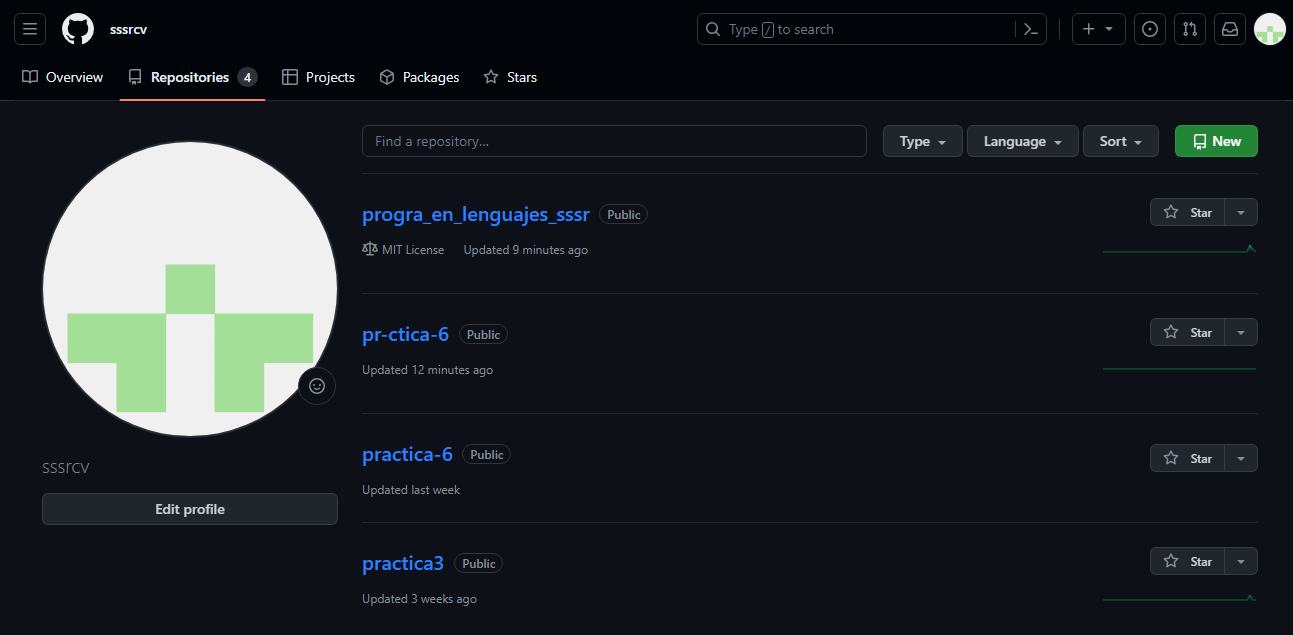 sssrcv
Type / to search
Overview
Repositories 4
Projects
Packages
Stars
Find a repository...
Type
Language
Sort
New
progra_en_lenguajes_sssr Public
Star
MIT License Updated 9 minutes ago
pr-ctica-6 Public
Star
Updated 12 minutes ago
practica-6 Public
Star
Updated last week
practica3 Public
Star
Updated 3 weeks ago
sssrcv
Edit profile